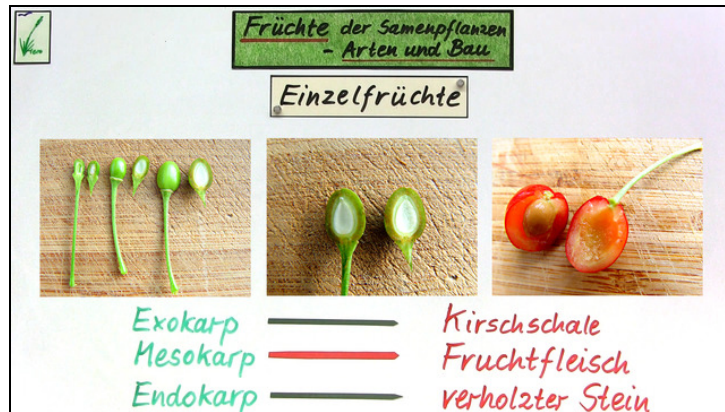 Früchte der Samenpflanzen
- Arten und Bau
Einzelfrüchte
Exokarp Kirschschale
Mesokarp Fruchtfleisch
Endokarp verholzter Stein